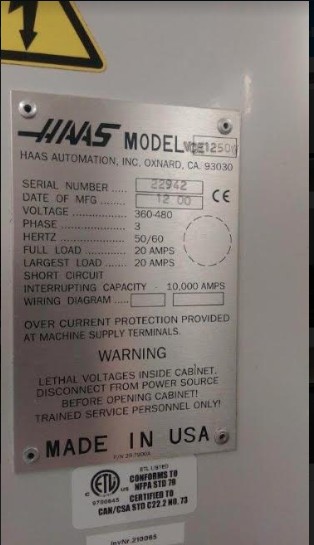 HAAS MODEL
HAAS AUTOMATION, INC. OXNARD, CA. 93030
SERIAL NUMBER .... 22942
DATE OF MFG ....... 12 00 CE
VOLTAGE ................ 360-480
PHASE .................... 3
HERTZ .................... 50/60
FULL LOAD ............ 20 AMPS
LARGEST LOAD ...... 20 AMPS
SHORT CIRCUIT
INTERRUPTING CAPACITY - 10,000 AMPS
WIRING DIAGRAM ....
OVER CURRENT PROTECTION PROVIDED
AT MACHINE SUPPLY TERMINALS.
WARNING
LETHAL VOLTAGES INSIDE CABINET.
DISCONNECT FROM POWER SOURCE
BEFORE OPENING CABINET!
TRAINED SERVICE PERSONNEL ONLY!
MADE IN USA
ETL LISTED
CONFORMS TO
NFPA STD 79
CERTIFIED TO
CAN/CSA STD C22.2 NO. 73